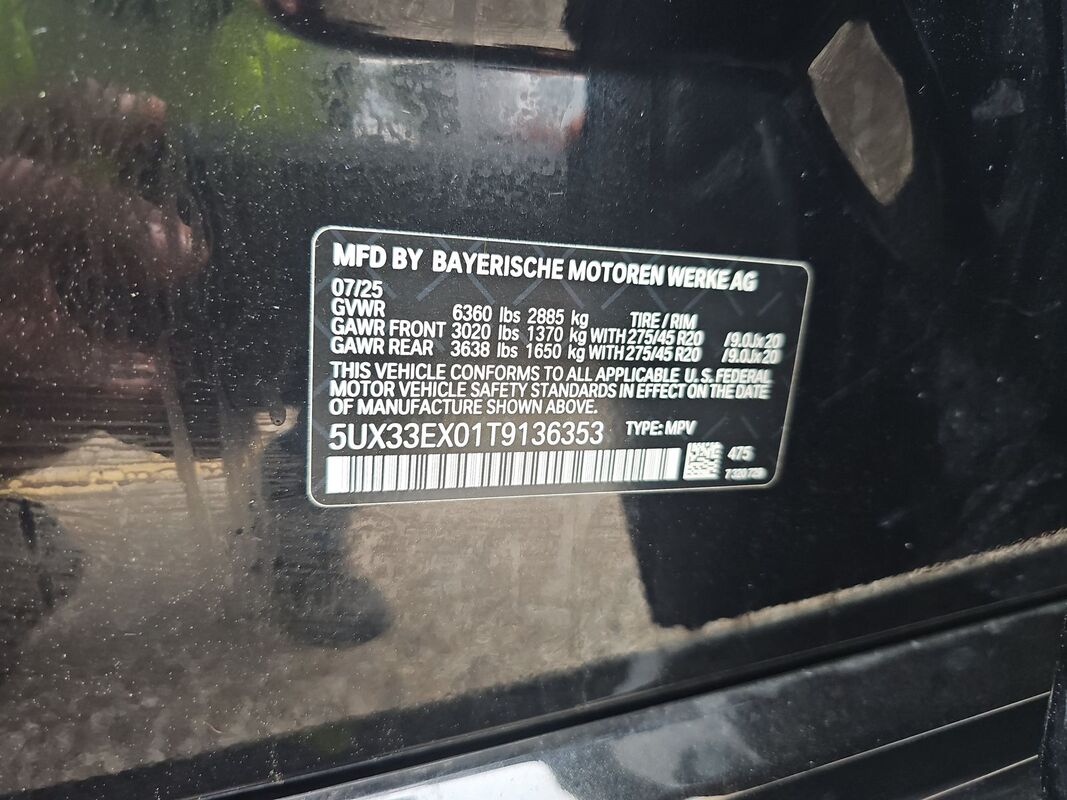 MFD BY BAYERISCHE MOTOREN WERKE AG
07/25
GVWR 6360 lbs 2885 kg TIRE / RIM
GAWR FRONT 3020 lbs 1370 kg WITH 275/45 R20 /9.0Jx20
GAWR REAR 3638 lbs 1650 kg WITH 275/45 R20 /9.0Jx20
THIS VEHICLE CONFORMS TO ALL APPLICABLE U.S. FEDERAL
MOTOR VEHICLE SAFETY STANDARDS IN EFFECT ON THE DATE
OF MANUFACTURE SHOWN ABOVE.
5UX33EX01T9136353 TYPE: MPV
475